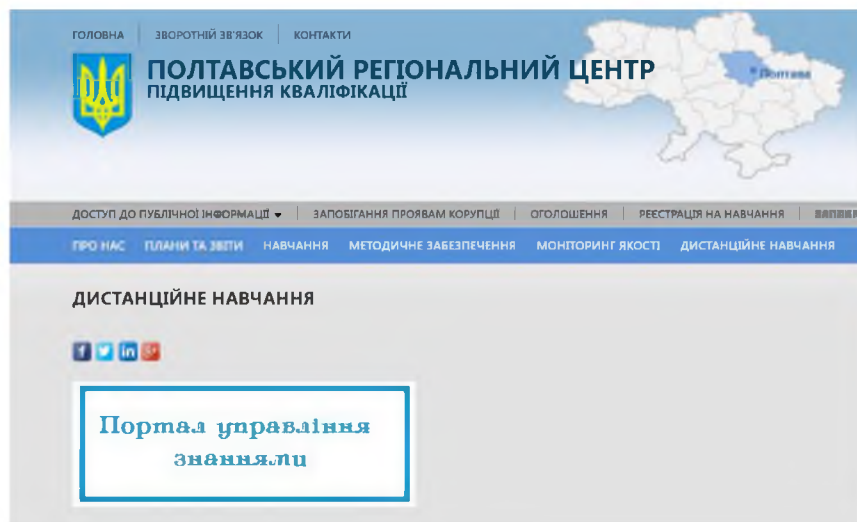 ГОЛОВНА ЗВОРОТНІЙ ЗВ'ЯЗОК КОНТАКТИ
ПОЛТАВСЬКИЙ РЕГІОНАЛЬНИЙ ЦЕНТР
ПІДВИЩЕННЯ КВАЛІФІКАЦІЇ
Полтава
ДОСТУП ДО ПУБЛІЧНОЇ ІНФОРМАЦІЇ ЗАПОБІГАННЯ ПРОЯВАМ КОРУПЦІЇ ОГОЛОШЕННЯ РЕЄСТРАЦІЯ НА НАВЧАННЯ
ПРО НАС ПЛАНИ ТА ЗВІТИ НАВЧАННЯ МЕТОДИЧНЕ ЗАБЕЗПЕЧЕННЯ МОНІТОРИНГ ЯКОСТІ ДИСТАНЦІЙНЕ НАВЧАННЯ
ДИСТАНЦІЙНЕ НАВЧАННЯ
Портал управління
знаннями